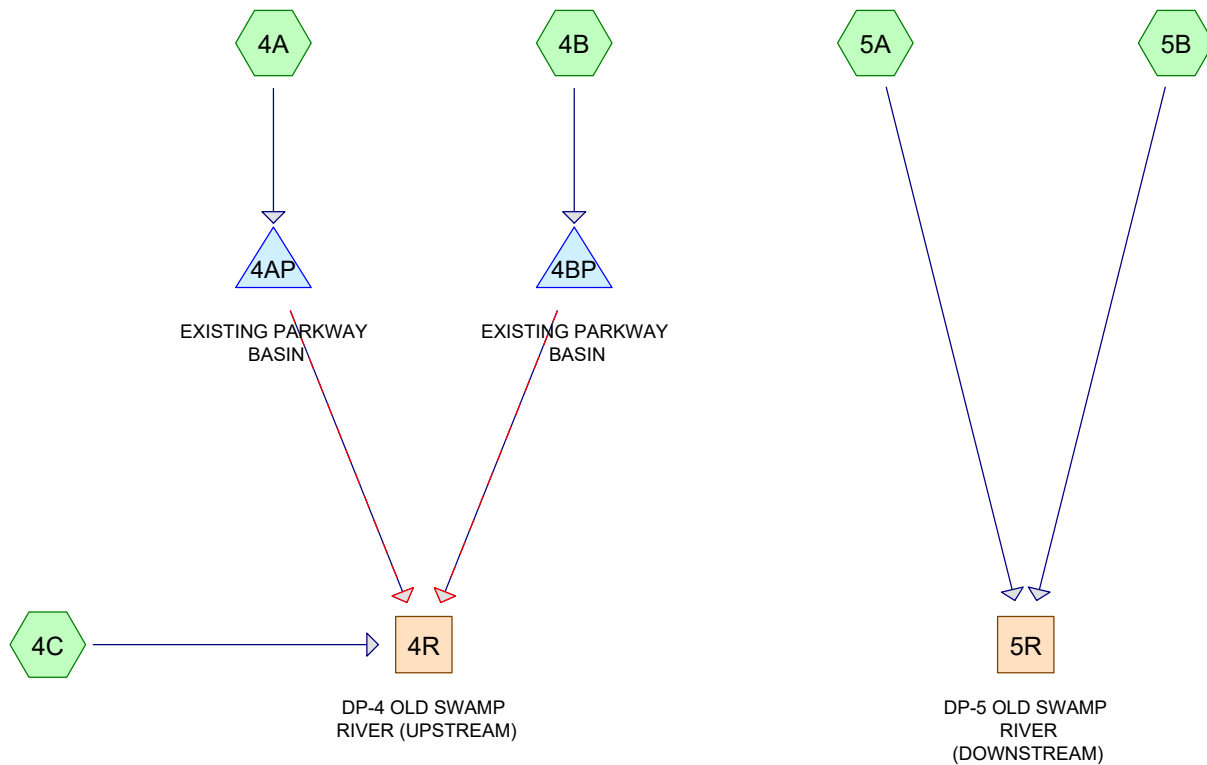 4A
4B
5A
5B
4AP
4BP
EXISTING PARKWAY
BASIN
EXISTING PARKWAY
BASIN
4C
4R
5R
DP-4 OLD SWAMP
RIVER (UPSTREAM)
DP-5 OLD SWAMP
RIVER
(DOWNSTREAM)